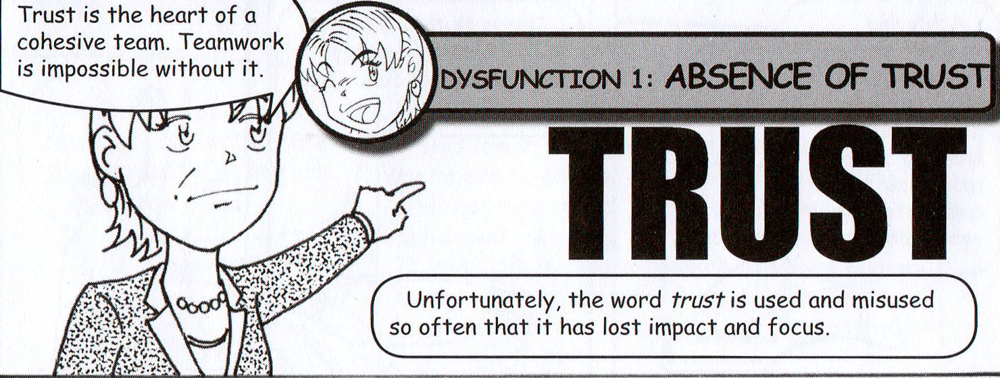 Trust is the heart of a
cohesive team. Teamwork
is impossible without it.
DYSFUNCTION 1: ABSENCE OF TRUST
TRUST
Unfortunately, the word trust is used and misused
so often that it has lost impact and focus.